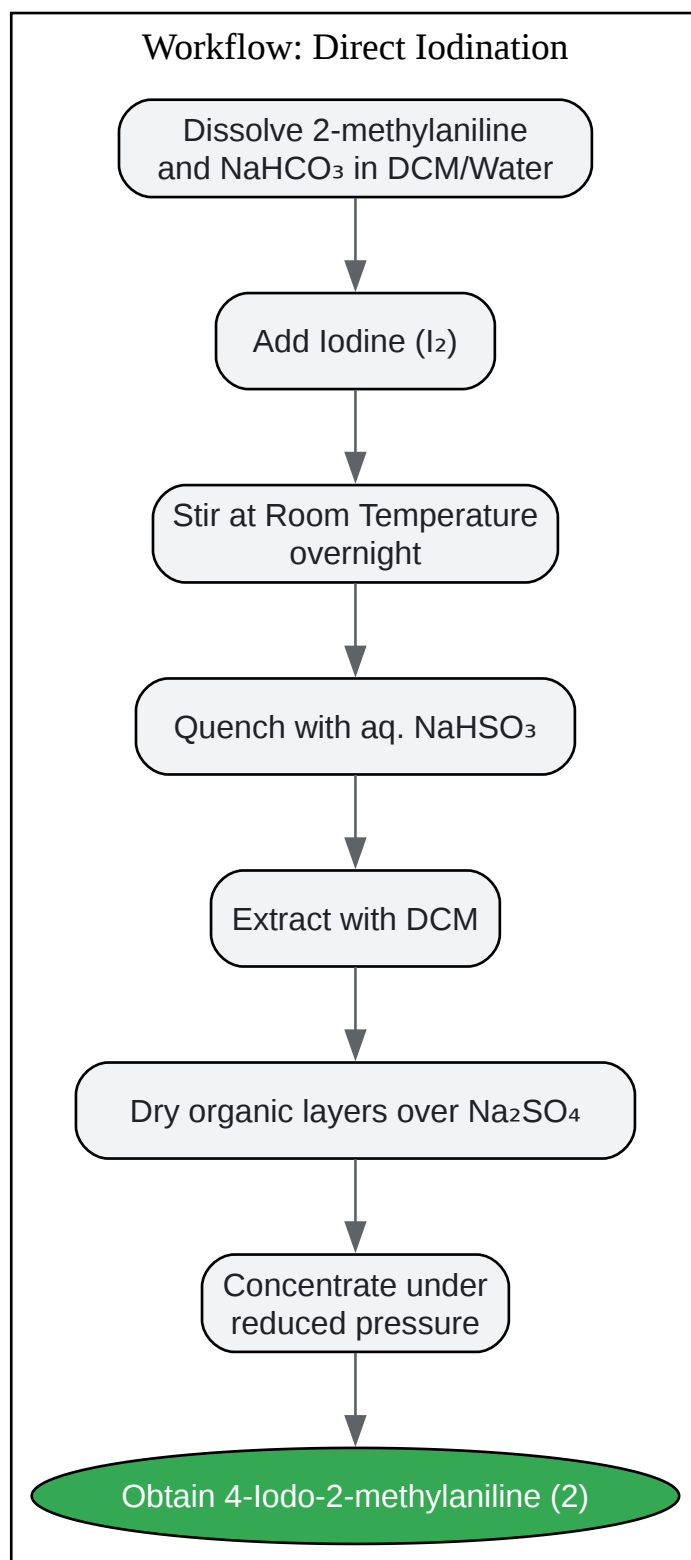 Workflow: Direct Iodination
Dissolve 2-methylaniline
and NaHCO₃ in DCM/Water
Add Iodine (I₂)
Stir at Room Temperature
overnight
Quench with aq. NaHSO₃
Extract with DCM
Dry organic layers over Na₂SO₄
Concentrate under
reduced pressure
Obtain 4-Iodo-2-methylaniline (2)